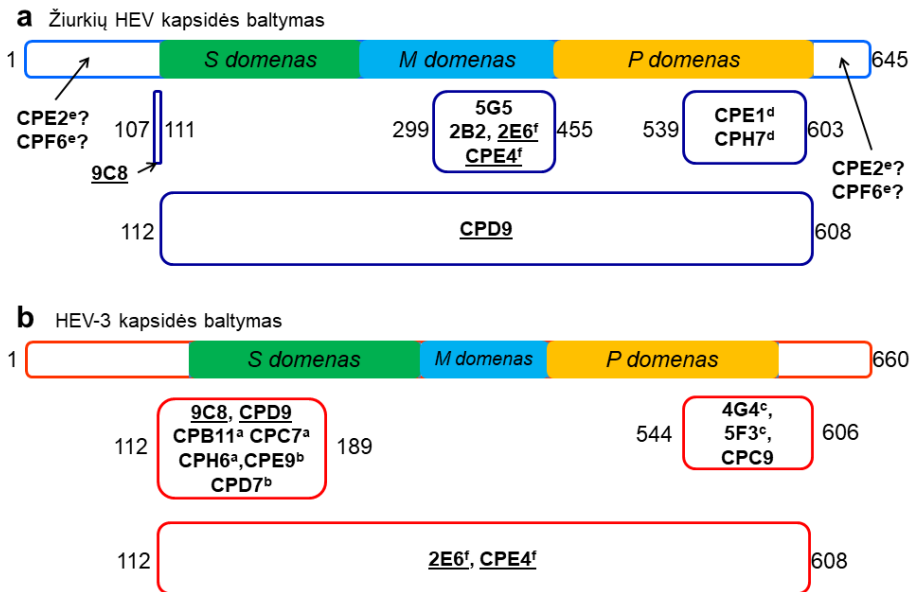 a Žiurkių HEV kapsidės baltymas
1 S domenas M domenas P domenas 645
CPE2ᵉ?
CPF6ᵉ?
107 111
9C8
299 455
5G5
2B2, 2E6ᶠ
CPE4ᶠ
539 603
CPE1ᵈ
CPH7ᵈ
CPE2ᵉ?
CPF6ᵉ?
112 CPD9 608
b HEV-3 kapsidės baltymas
1 S domenas M domenas P domenas 660
112 189
9C8, CPD9
CPB11ᵃ CPC7ᵃ
CPH6ᵃ,CPE9ᵇ
CPD7ᵇ
544 606
4G4ᶜ,
5F3ᶜ,
CPC9
112 2E6ᶠ, CPE4ᶠ 608